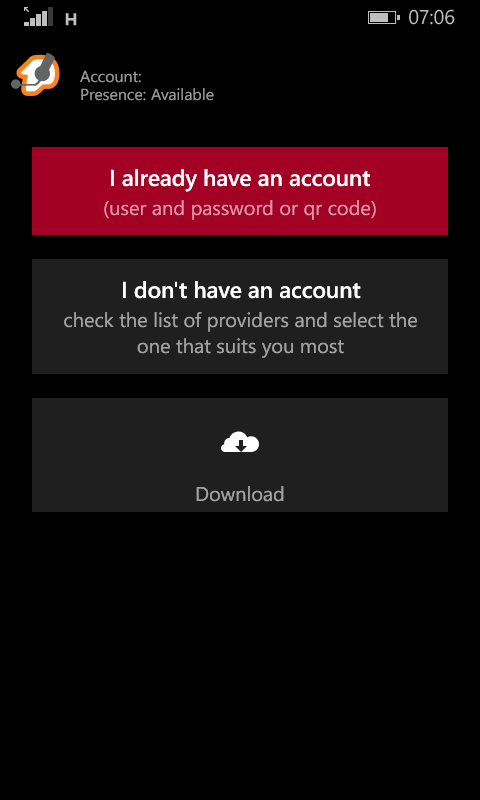 H 07:06
Account:
Presence: Available
I already have an account
(user and password or qr code)
I don't have an account
check the list of providers and select the
one that suits you most
Download